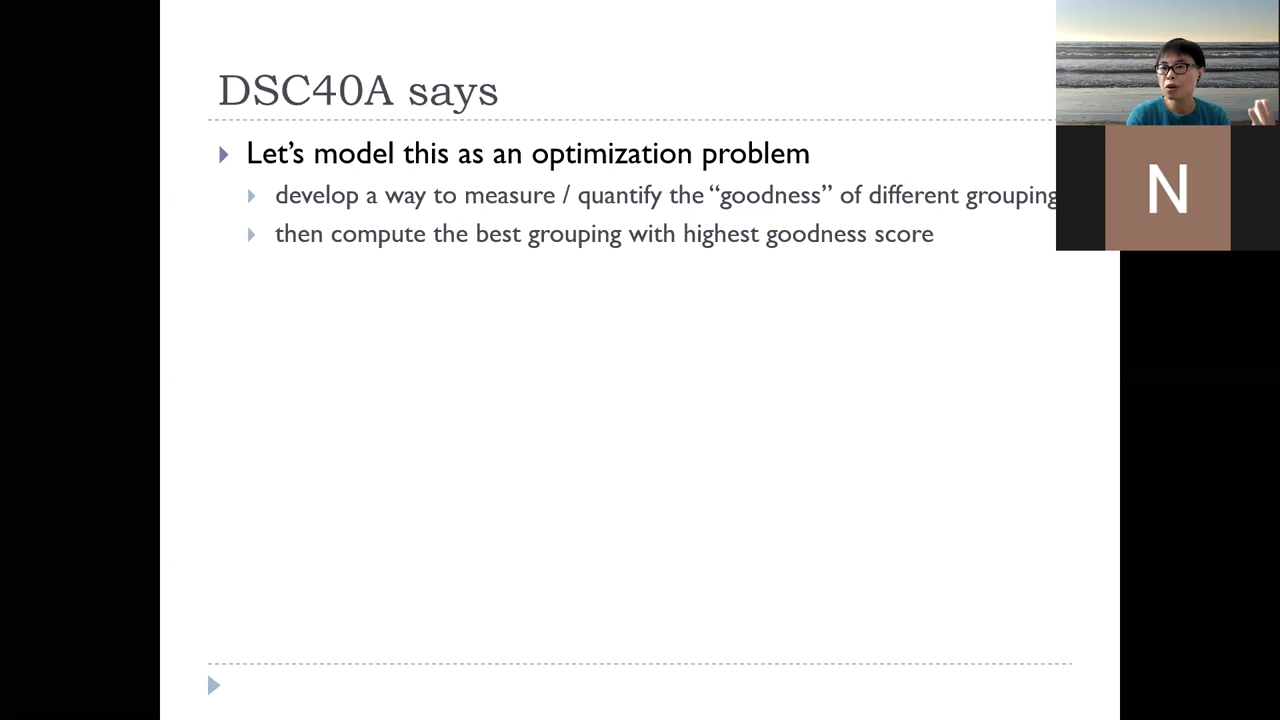 DSC40A says
Let’s model this as an optimization problem
develop a way to measure / quantify the “goodness” of different grouping
then compute the best grouping with highest goodness score
N